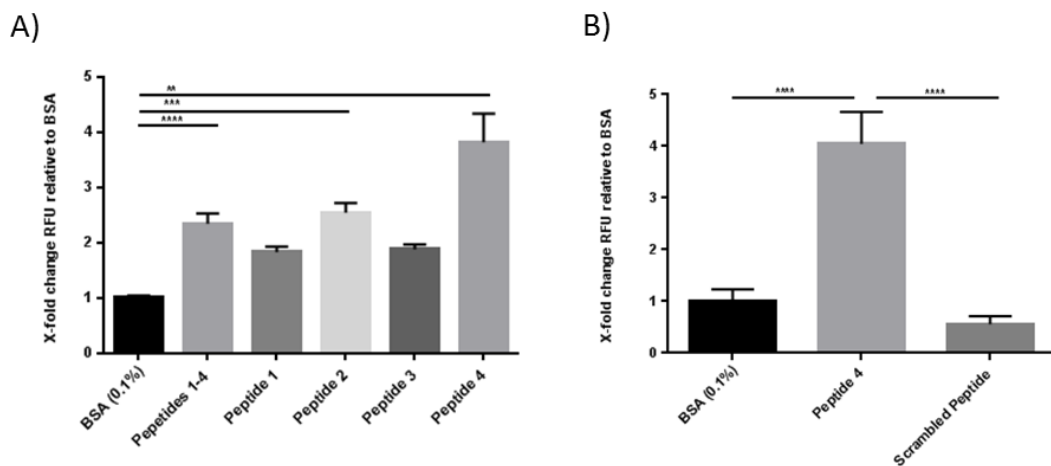 A)
X-fold change RFU relative to BSA
5
4
3
2
1
0
**
***
****
BSA (0.1%)
Pepetides 1-4
Peptide 1
Peptide 2
Peptide 3
Peptide 4
B)
X-fold change RFU relative to BSA
5
4
3
2
1
0
**** ****
BSA (0.1%)
Peptide 4
Scrambled Peptide